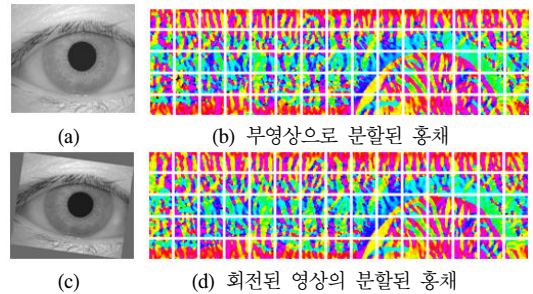 (a)
(b) 부영상으로 분할된 홍채
(c)
(d) 회전된 영상의 분할된 홍채